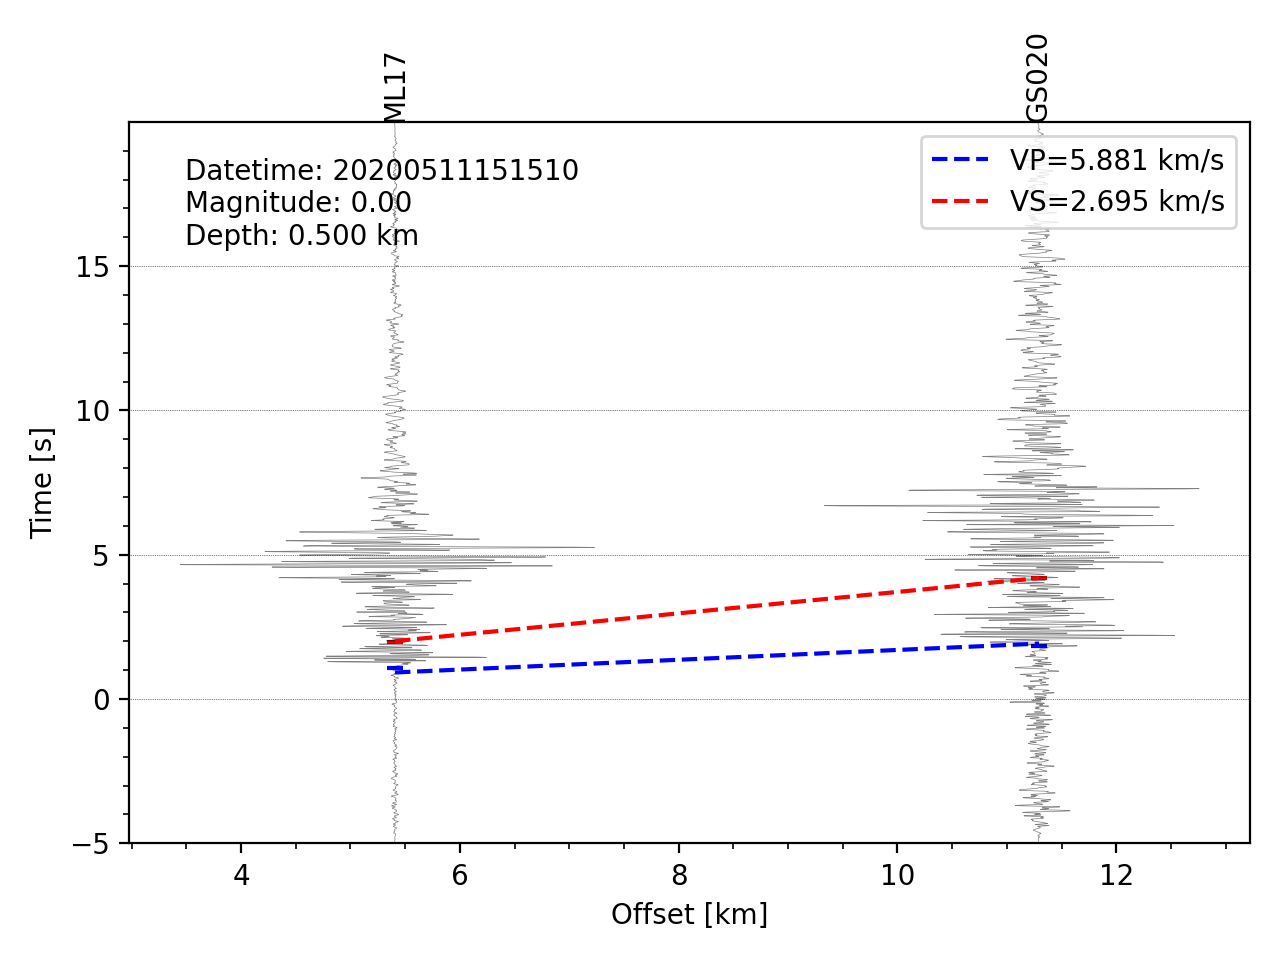 ML17
GS020
Datetime: 20200511151510
Magnitude: 0.00
Depth: 0.500 km
VP=5.881 km/s
VS=2.695 km/s
Time [s]
15
10
5
0
−5
4
6
8
10
12
Offset [km]